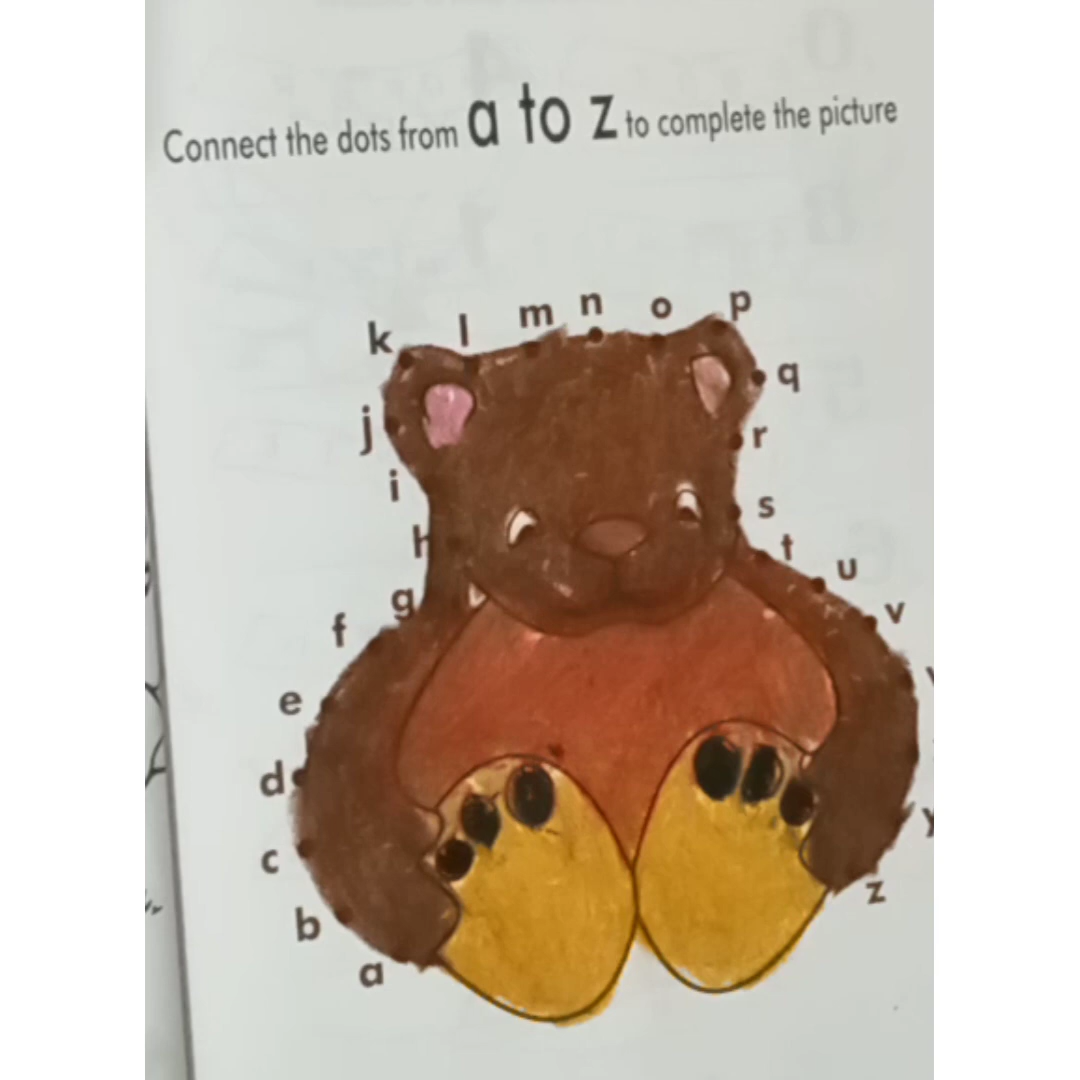 Connect the dots from a to z to complete the picture
k l m n o p
j q
i r
h s
g t
f u
e v
d
c y
b z
a